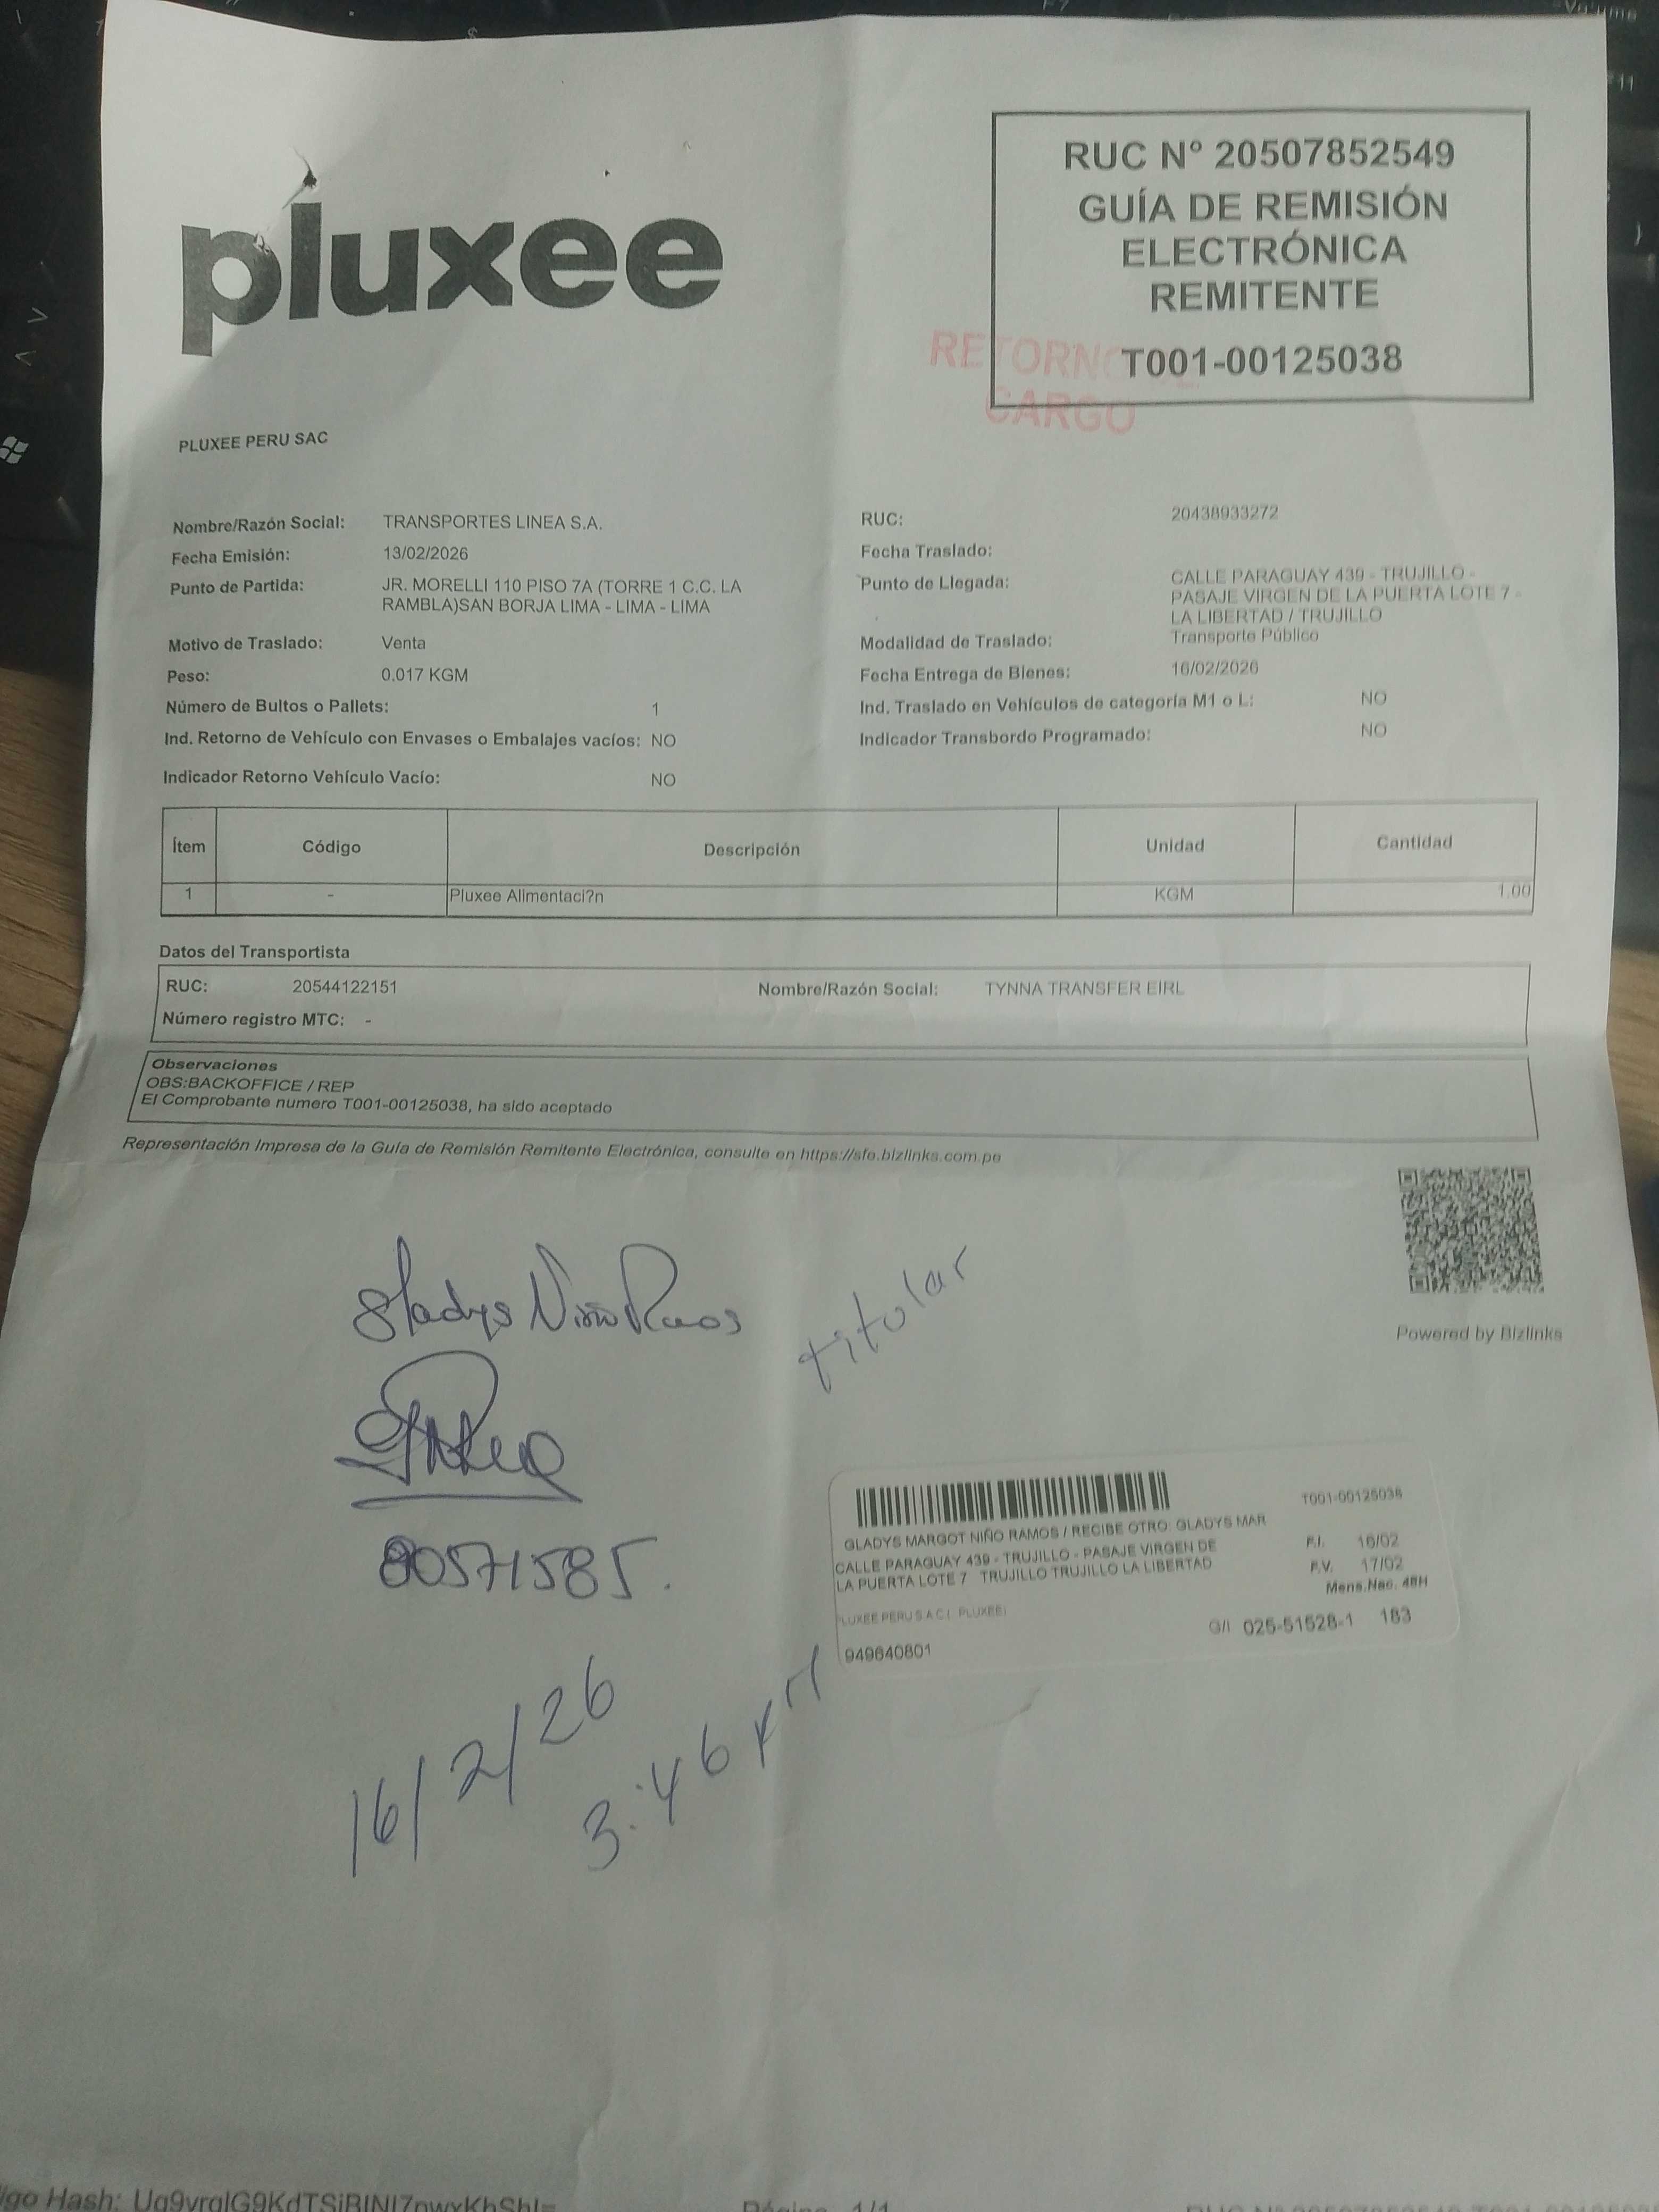 pluxee
RUC Nº 20507852549
GUÍA DE REMISIÓN
ELECTRÓNICA
REMITENTE
T001-00125038
RETORNO
CARGO
PLUXEE PERU SAC
Nombre/Razón Social: TRANSPORTES LINEA S.A.
RUC: 20438933272
Fecha Emisión: 13/02/2026
Fecha Traslado:
Punto de Partida: JR. MORELLI 110 PISO 7A (TORRE 1 C.C. LA
RAMBLA)SAN BORJA LIMA - LIMA - LIMA
Punto de Llegada: CALLE PARAGUAY 439 - TRUJILLO -
PASAJE VIRGEN DE LA PUERTA LOTE 7 -
LA LIBERTAD / TRUJILLO
Motivo de Traslado: Venta
Modalidad de Traslado: Transporte Público
Peso: 0.017 KGM
Fecha Entrega de Bienes: 16/02/2026
Número de Bultos o Pallets: 1
Ind. Traslado en Vehículos de categoría M1 o L: NO
Ind. Retorno de Vehículo con Envases o Embalajes vacíos: NO
Indicador Transbordo Programado: NO
Indicador Retorno Vehículo Vacío: NO
Ítem Código Descripción Unidad Cantidad
1 - Pluxee Alimentaci?n KGM 1.00
Datos del Transportista
RUC: 20544122151 Nombre/Razón Social: TYNNA TRANSFER EIRL
Número registro MTC: -
Observaciones
OBS:BACKOFFICE / REP
El Comprobante numero T001-00125038, ha sido aceptado
Representación Impresa de la Guía de Remisión Remitente Electrónica, consulte en https://sfe.bizlinks.com.pe
Powered by Bizlinks
Gladys Niño Ramos
titular
80571585.
T001-00125038
GLADYS MARGOT NIÑO RAMOS / RECIBE OTRO: GLADYS MAR
CALLE PARAGUAY 439 - TRUJILLO - PASAJE VIRGEN DE
LA PUERTA LOTE 7 TRUJILLO TRUJILLO LA LIBERTAD
F.I. 16/02
F.V. 17/02
Mens.Nac. 48H
PLUXEE PERU S A C ( PLUXEE)
G/I 025-51528-1 183
949640801
16/2/26
3:46
Página 1/1